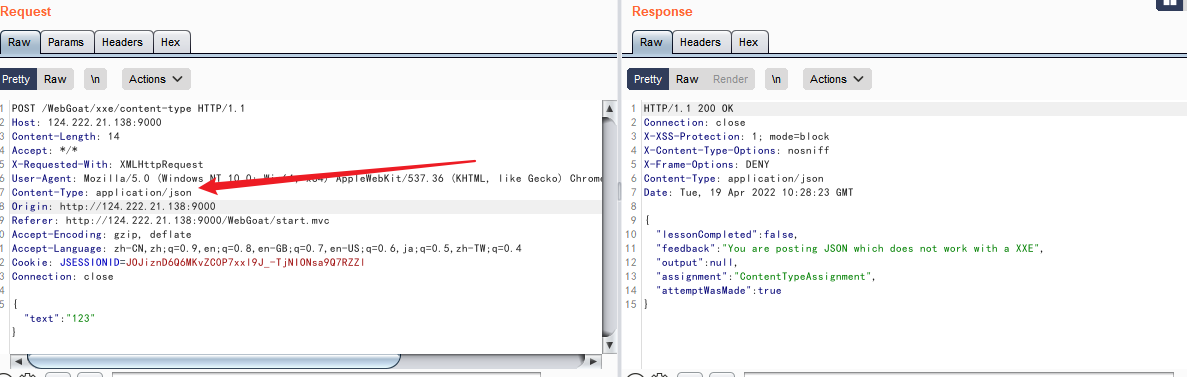 Request
Raw Params Headers Hex
Pretty Raw \n Actions
1 POST /WebGoat/xxe/content-type HTTP/1.1
2 Host: 124.222.21.138:9000
3 Content-Length: 14
4 Accept: */*
5 X-Requested-With: XMLHttpRequest
6 User-Agent: Mozilla/5.0 (Windows NT 10.0; AppleWebKit/537.36 (KHTML, like Gecko) Chrome
7 Content-Type: application/json
8 Origin: http://124.222.21.138:9000
9 Referer: http://124.222.21.138:9000/WebGoat/start.mvc
0 Accept-Encoding: gzip, deflate
1 Accept-Language: zh-CN,zh;q=0.9,en;q=0.8,en-GB;q=0.7,en-US;q=0.6,ja;q=0.5,zh-TW;q=0.4
2 Cookie:
3 Connection: close
4
5 {
"text":"123"
}
Response
Raw Headers Hex
Pretty Raw Render \n Actions
1 HTTP/1.1 200 OK
2 Connection: close
3 X-XSS-Protection: 1; mode=block
4 X-Content-Type-Options: nosniff
5 X-Frame-Options: DENY
6 Content-Type: application/json
7 Date: Tue, 19 Apr 2022 10:28:23 GMT
8
9 {
10 "lessonCompleted":false,
11 "feedback":"You are posting JSON which does not work with a XXE",
12 "output":null,
13 "assignment":"ContentTypeAssignment",
14 "attemptWasMade":true
15 }